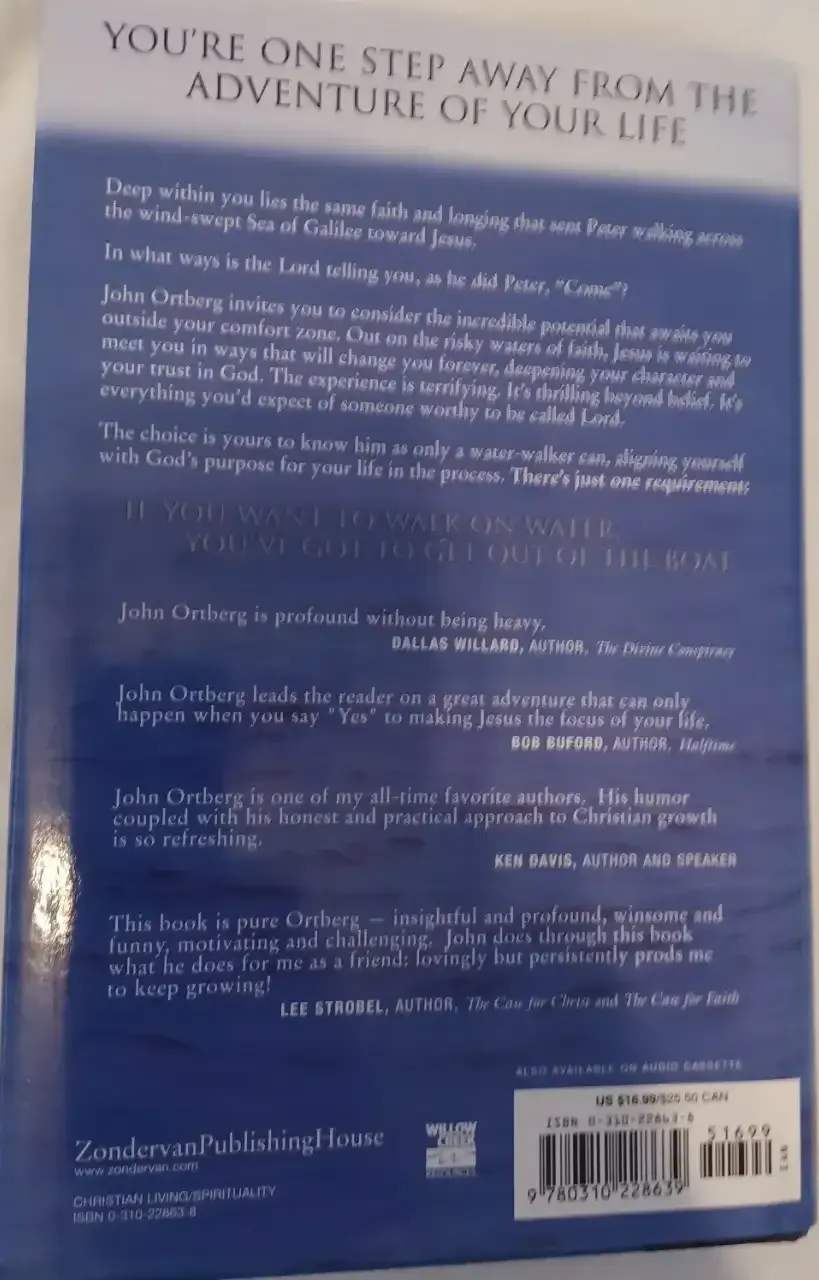 YOU'RE ONE STEP AWAY FROM THE
ADVENTURE OF YOUR LIFE
Deep within you lies the same faith and longing that sent Peter walking across
the wind-swept Sea of Galilee toward Jesus.
In what ways is the Lord telling you, as he did Peter, "Come"?
John Ortberg invites you to consider the incredible potential that awaits you
outside your comfort zone. Out on the risky waters of faith, Jesus is waiting to
meet you in ways that will change you forever, deepening your character and
your trust in God. The experience is terrifying. It's thrilling beyond belief. It's
everything you'd expect of someone worthy to be called Lord.
The choice is yours to know him as only a water-walker can, aligning yourself
with God's purpose for your life in the process. There's just one requirement:
IF YOU WANT TO WALK ON WATER,
YOU'VE GOT TO GET OUT OF THE BOAT
John Ortberg is profound without being heavy.
DALLAS WILLARD, AUTHOR, The Divine Conspiracy
John Ortberg leads the reader on a great adventure that can only
happen when you say "Yes" to making Jesus the focus of your life.
BOB BUFORD, AUTHOR, Halftime
John Ortberg is one of my all-time favorite authors. His humor
coupled with his honest and practical approach to Christian growth
is so refreshing.
KEN DAVIS, AUTHOR AND SPEAKER
This book is pure Ortberg — insightful and profound, winsome and
funny, motivating and challenging. John does through this book
what he does for me as a friend: lovingly but persistently prods me
to keep growing!
LEE STROBEL, AUTHOR, The Case for Christ and The Case for Faith
ALSO AVAILABLE ON AUDIO CASSETTE
US $16.99/$25.50 CAN
ISBN 0-310-22863-8
51699
9 780310 228639
ZondervanPublishingHouse
www.zondervan.com
WILLOW
CREEK
RESOURCES
CHRISTIAN LIVING/SPIRITUALITY
ISBN 0-310-22863-8